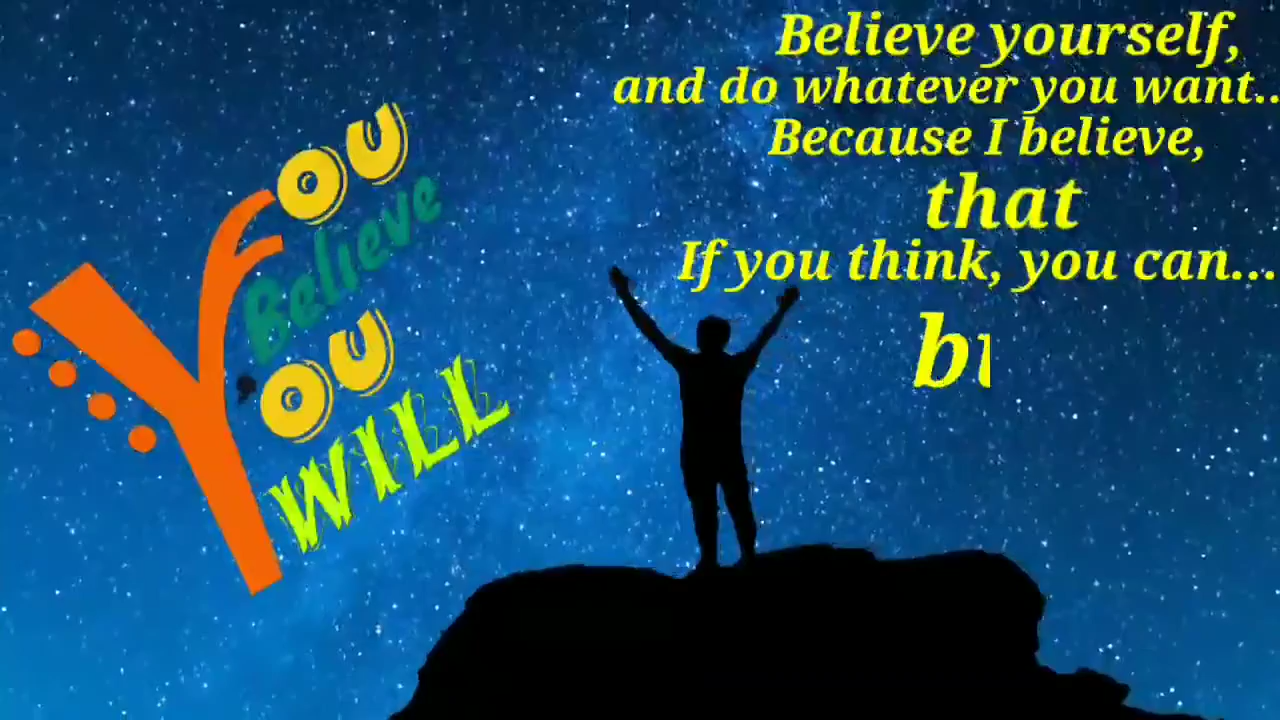 You
Believe
You
WILL
Believe yourself,
and do whatever you want..
Because I believe,
that
If you think, you can...